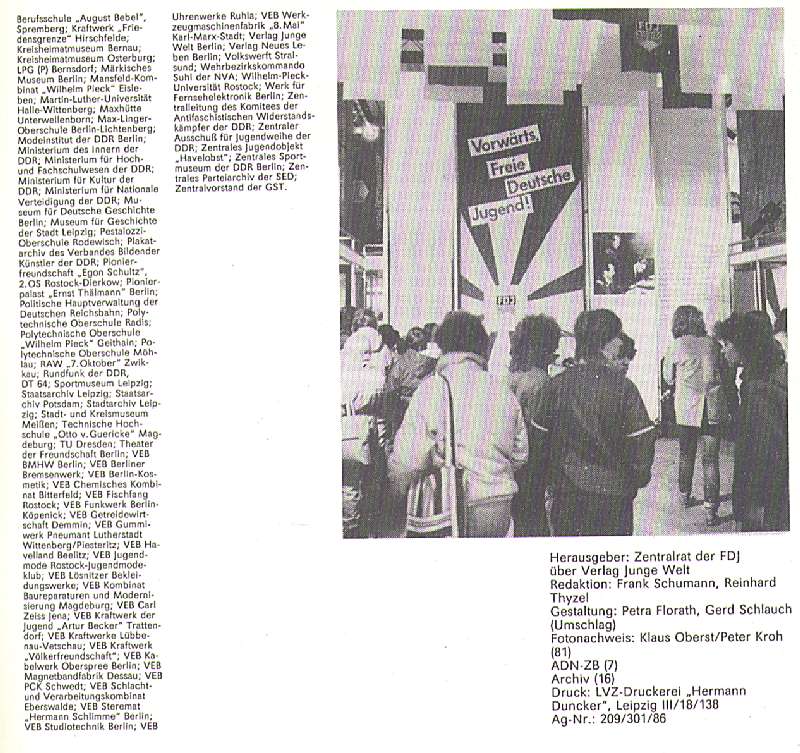 Berufsschule „August Bebel“,
Spremberg; Kraftwerk „Frie-
densgrenze“ Hirschfelde;
Kreisheimatmuseum Bernau;
Kreisheimatmuseum Osterburg;
LPG (P) Bernsdorf; Märkisches
Museum Berlin; Mansfeld-Kom-
binat „Wilhelm Pieck“ Eisle-
ben; Martin-Luther-Universität
Halle-Wittenberg; Maxhütte
Unterwellenborn; Max-Linger-
Oberschule Berlin-Lichtenberg;
Modeinstitut der DDR Berlin;
Ministerium des Innern der
DDR; Ministerium für Hoch-
und Fachschulwesen der DDR;
Ministerium für Kultur der
DDR; Ministerium für Nationale
Verteidigung der DDR; Mu-
seum für Deutsche Geschichte
Berlin; Museum für Geschichte
der Stadt Leipzig; Pestalozzi-
Oberschule Rodewisch; Plakat-
archiv des Verbandes Bildender
Künstler der DDR; Pionier-
freundschaft „Egon Schultz“,
2. OS Rostock-Dierkow; Pionier-
palast „Ernst Thälmann“ Berlin;
Politische Hauptverwaltung der
Deutschen Reichsbahn; Poly-
technische Oberschule Radis;
Polytechnische Oberschule
„Wilhelm Pieck“ Geithain; Po-
lytechnische Oberschule Möh-
lau; RAW „7. Oktober“ Zwik-
kau; Rundfunk der DDR,
DT 64; Sportmuseum Leipzig;
Staatsarchiv Leipzig; Staatsar-
chiv Potsdam; Stadtarchiv Leip-
zig; Stadt- und Kreismuseum
Meißen; Technische Hoch-
schule „Otto v. Guericke“ Mag-
deburg; TU Dresden; Theater
der Freundschaft Berlin; VEB
BMHW Berlin; VEB Berliner
Bremsenwerk; VEB Berlin-Kos-
metik; VEB Chemisches Kombi-
nat Bitterfeld; VEB Fischfang
Rostock; VEB Funkwerk Berlin-
Köpenick; VEB Getreidewirt-
schaft Demmin; VEB Gummi-
werk Pneumant Lutherstadt
Wittenberg/Piesteritz; VEB Ha-
velland Beelitz; VEB Jugend-
mode Rostock-Jugendmode-
klub; VEB Lösnitzer Beklei-
dungswerke; VEB Kombinat
Baureparaturen und Moderni-
sierung Magdeburg; VEB Carl
Zeiss Jena; VEB Kraftwerk der
Jugend „Artur Becker“ Tratten-
dorf; VEB Kraftwerke Lübbe-
nau-Vetschau; VEB Kraftwerk
„Völkerfreundschaft“; VEB Ka-
belwerk Oberspree Berlin; VEB
Magnetbandfabrik Dessau; VEB
PCK Schwedt; VEB Schlacht-
und Verarbeitungskombinat
Eberswalde; VEB Steremat
„Hermann Schlimme“ Berlin;
VEB Studiotechnik Berlin; VEB
Uhrenwerke Ruhla; VEB Werk-
zeugmaschinenfabrik „8. Mai“
Karl-Marx-Stadt; Verlag Junge
Welt Berlin; Verlag Neues Le-
ben Berlin; Volkswerft Stral-
sund; Wehrbezirkskommando
Suhl der NVA; Wilhelm-Pieck-
Universität Rostock; Werk für
Fernsehelektronik Berlin; Zen-
tralleitung des Komitees der
Antifaschistischen Widerstands-
kämpfer der DDR; Zentraler
Ausschuß für Jugendweihe der
DDR; Zentrales Jugendobjekt
„Havelobst“; Zentrales Sport-
museum der DDR Berlin; Zen-
trales Parteiarchiv der SED;
Zentralvorstand der GST.
Vorwärts,
Freie
Deutsche
Jugend!
FDJ
Herausgeber: Zentralrat der FDJ
über Verlag Junge Welt
Redaktion: Frank Schumann, Reinhard
Thyzel
Gestaltung: Petra Florath, Gerd Schlauch
(Umschlag)
Fotonachweis: Klaus Oberst/Peter Kroh
(81)
ADN-ZB (7)
Archiv (16)
Druck: LVZ-Druckerei „Hermann
Duncker“, Leipzig III/18/138
Ag-Nr.: 209/301/86